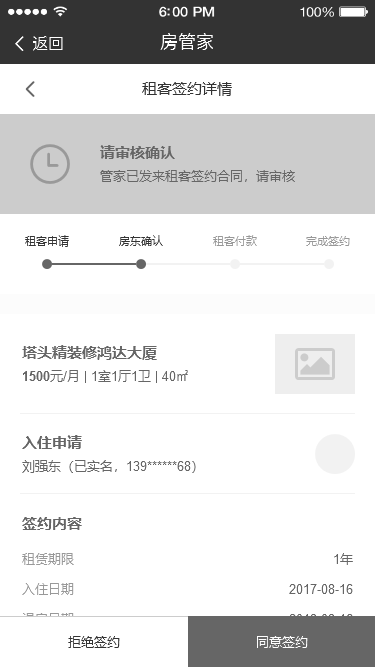 6:00 PM
100%
返回
房管家
租客签约详情
请审核确认
管家已发来租客签约合同，请审核
租客申请
房东确认
租客付款
完成签约
塔头精装修鸿达大厦
1500元/月 | 1室1厅1卫 | 40㎡
入住申请
刘强东（已实名，139******68）
签约内容
租赁期限
1年
入住日期
2017-08-16
拒绝签约
同意签约